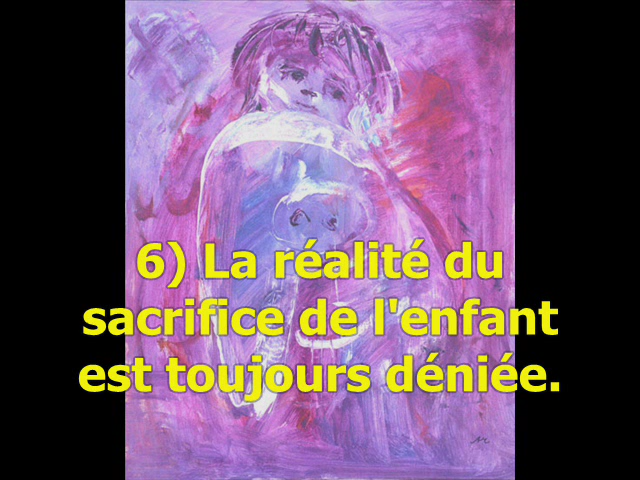 6) La réalité du
sacrifice de l'enfant
est toujours déniée.